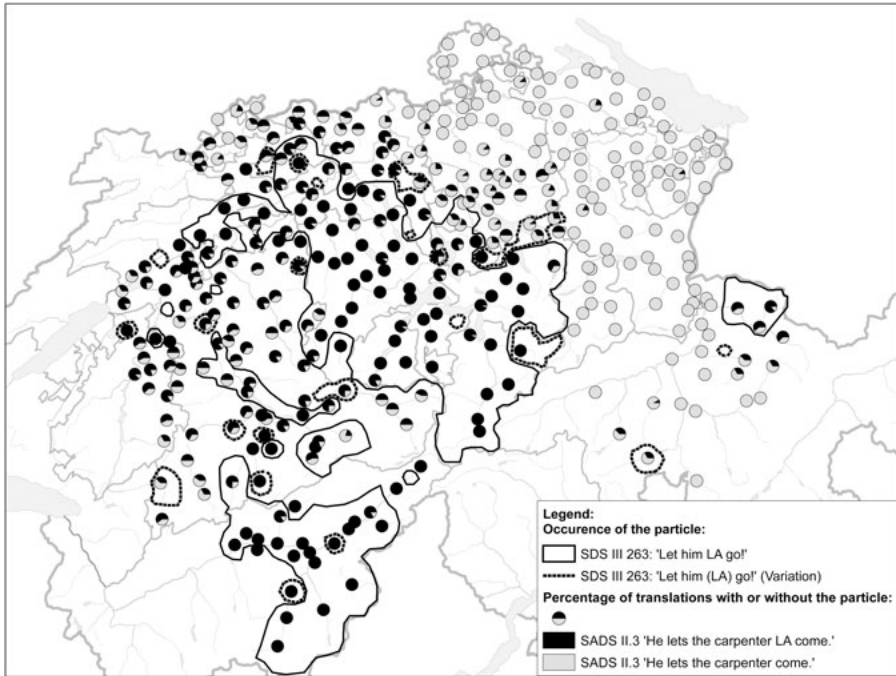 Legend:
Occurence of the particle:
SDS III 263: 'Let him LA go!'
SDS III 263: 'Let him (LA) go!' (Variation)
Percentage of translations with or without the particle:
SADS II.3 'He lets the carpenter LA come.'
SADS II.3 'He lets the carpenter come.'